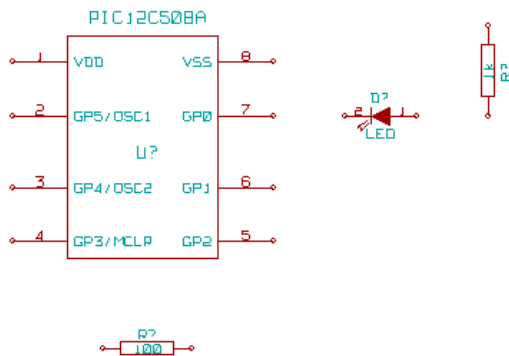 PIC12C508A
1 VDD VSS 8
2 GP5/OSC1 GP0 7
U?
3 GP4/OSC2 GP1 6
4 GP3/MCLR GP2 5
D?
2 1
LED
1k R?
R?
100